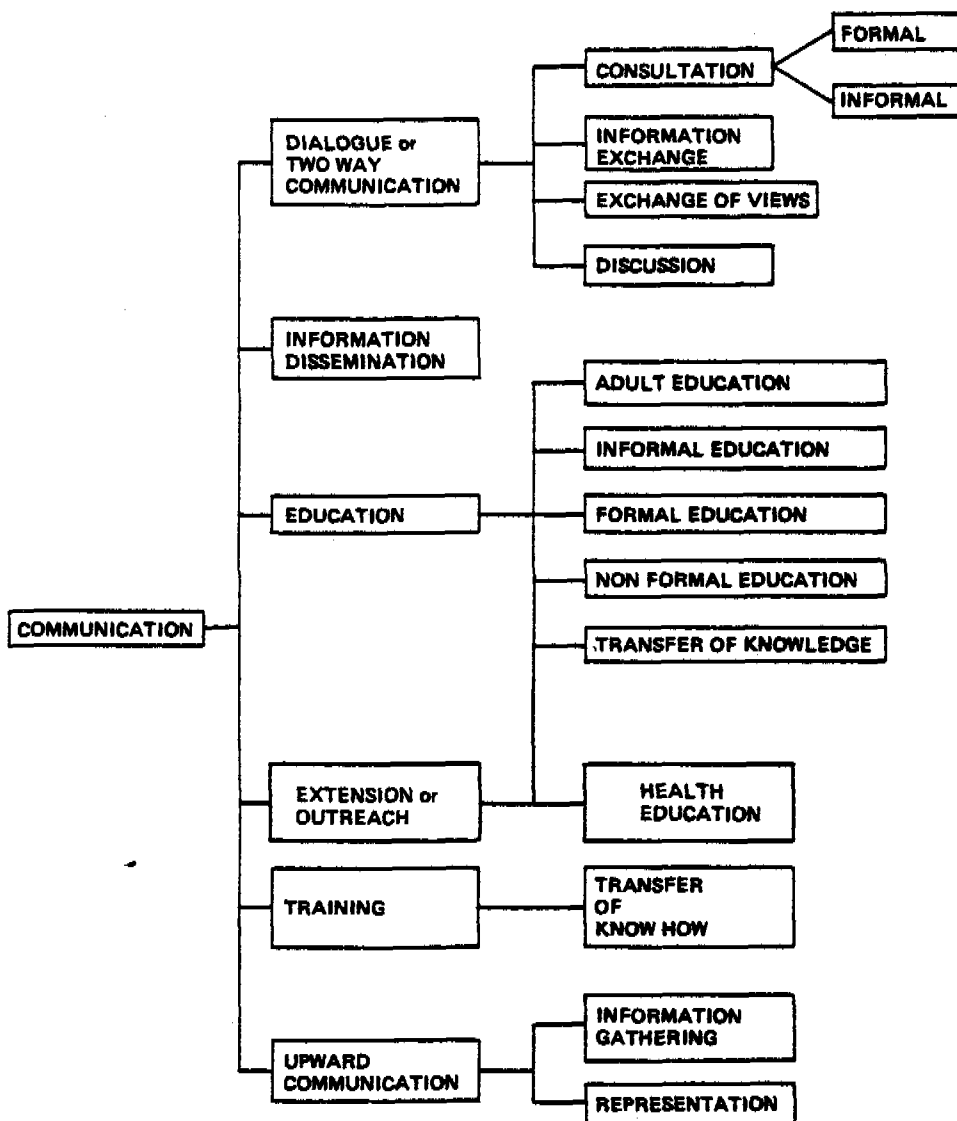 FORMAL
CONSULTATION
INFORMAL
DIALOGUE or
TWO WAY
COMMUNICATION
INFORMATION
EXCHANGE
EXCHANGE OF VIEWS
DISCUSSION
INFORMATION
DISSEMINATION
ADULT EDUCATION
INFORMAL EDUCATION
EDUCATION
FORMAL EDUCATION
NON FORMAL EDUCATION
COMMUNICATION
TRANSFER OF KNOWLEDGE
EXTENSION or
OUTREACH
HEALTH
EDUCATION
TRAINING
TRANSFER
OF
KNOW HOW
UPWARD
COMMUNICATION
INFORMATION
GATHERING
REPRESENTATION